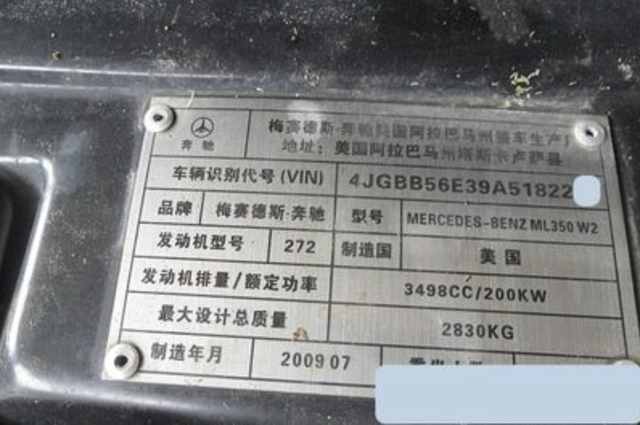 梅赛德斯·奔驰美国阿拉巴马州轿车生产厂
奔驰 地址：美国阿拉巴马州塔斯卡卢萨县
车辆识别代号(VIN) 4JGBB56E39A51822
品牌 梅赛德斯·奔驰 型号 MERCEDES-BENZ ML350 W2
发动机型号 272 制造国 美国
发动机排量/额定功率 3498CC/200KW
最大设计总质量 2830KG
制造年月 2009 07